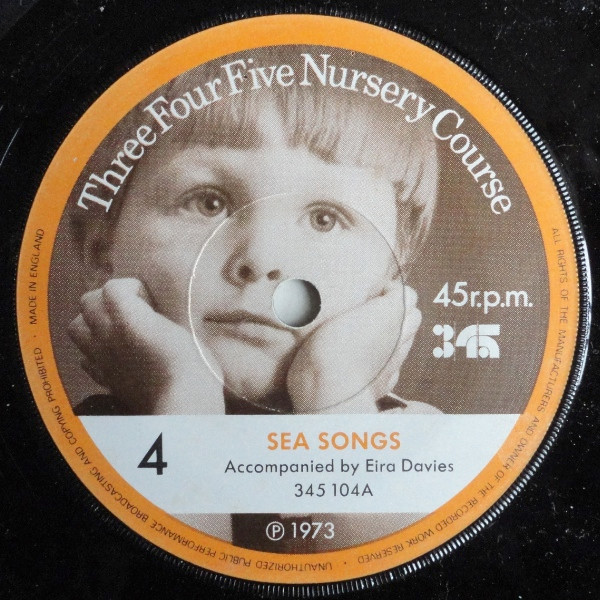 Three Four Five Nursery Course
45r.p.m.
345
4
SEA SONGS
Accompanied by Eira Davies
345 104A
℗ 1973
ALL RIGHTS OF THE MANUFACTURERS AND OWNER OF THE RECORDED WORK RESERVED · UNAUTHORIZED PUBLIC PERFORMANCE BROADCASTING AND COPYING PROHIBITED · MADE IN ENGLAND